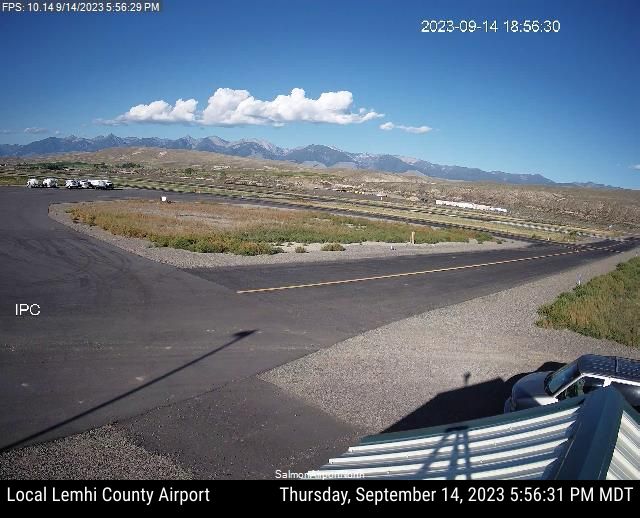 FPS: 10.14 9/14/2023 5:56:29 PM
2023-09-14 18:56:30
IPC
Local Lemhi County Airport
Thursday, September 14, 2023 5:56:31 PM MDT